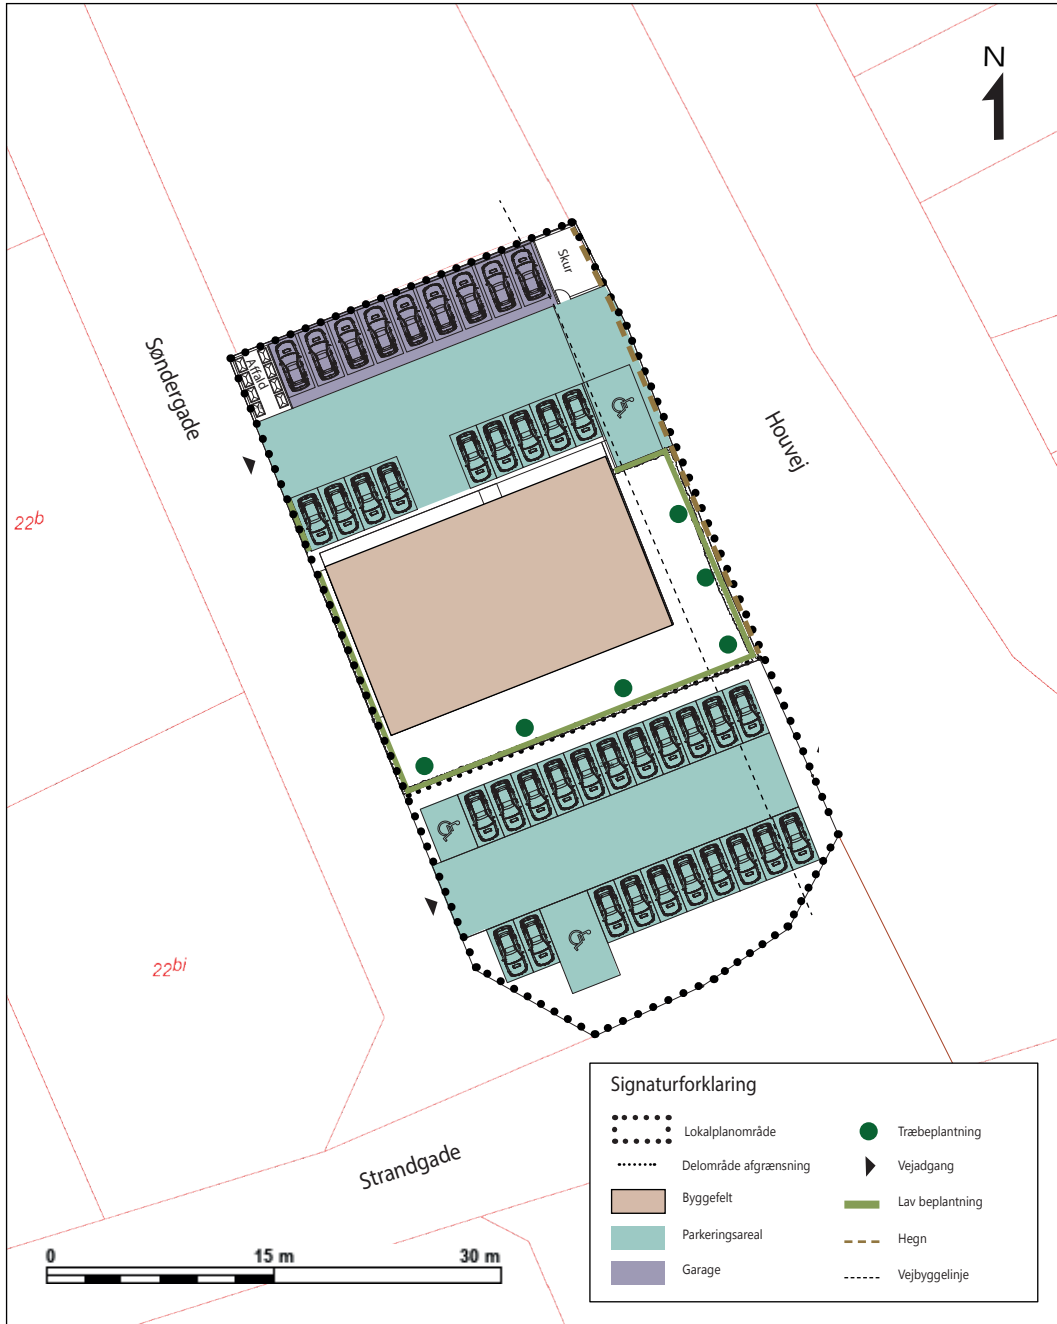 N
Skur
Affald
Søndergade
Houvej
22b
22bi
Strandgade
Signaturforklaring
Lokalplanområde
Delområde afgrænsning
Byggefelt
Parkeringsareal
Garage
Træbeplantning
Vejadgang
Lav beplantning
Hegn
Vejbyggelinje
0 15 m 30 m